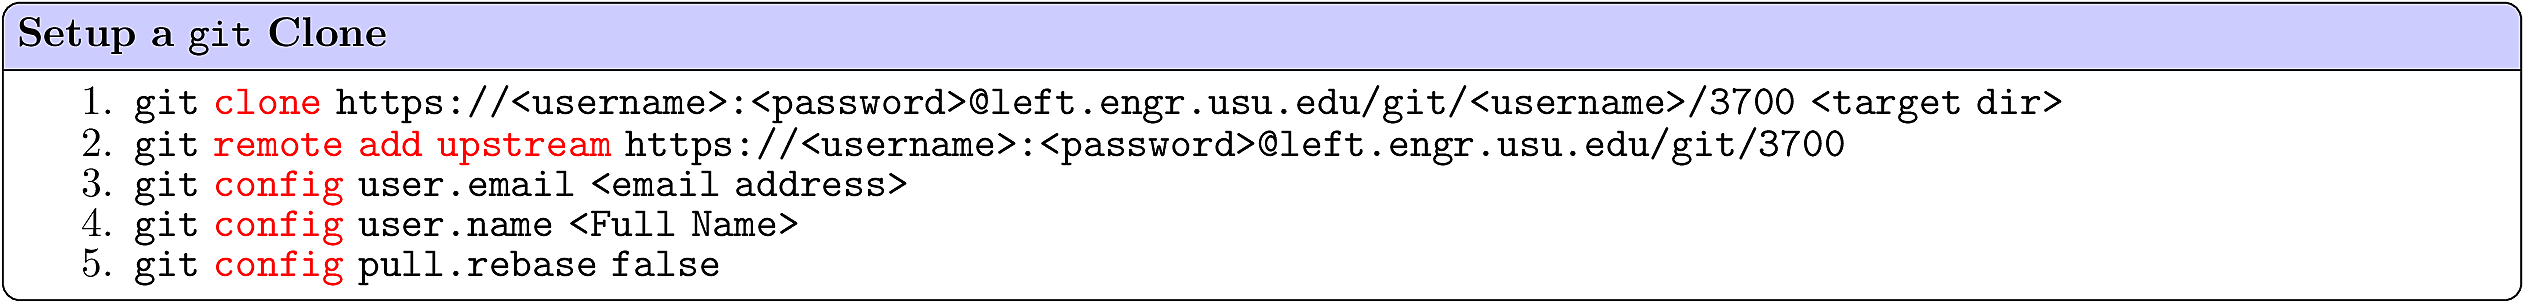 Setup a git Clone
1. git clone https://<username>:<password>@left.engr.usu.edu/git/<username>/3700 <target dir>
2. git remote add upstream https://<username>:<password>@left.engr.usu.edu/git/3700
3. git config user.email <email address>
4. git config user.name <Full Name>
5. git config pull.rebase false